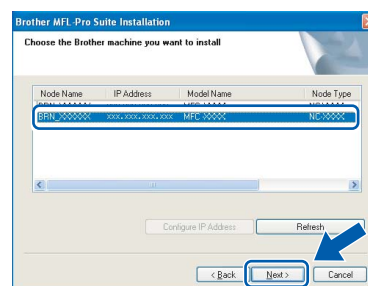 Brother MFL-Pro Suite Installation
Choose the Brother machine you want to install
Node Name IP Address Model Name Node Type
BRN_XXXXXX xxx.xxx.xxx.xxx MFC-XXXX NC-XXXX
Configure IP Address Refresh
< Back Next > Cancel